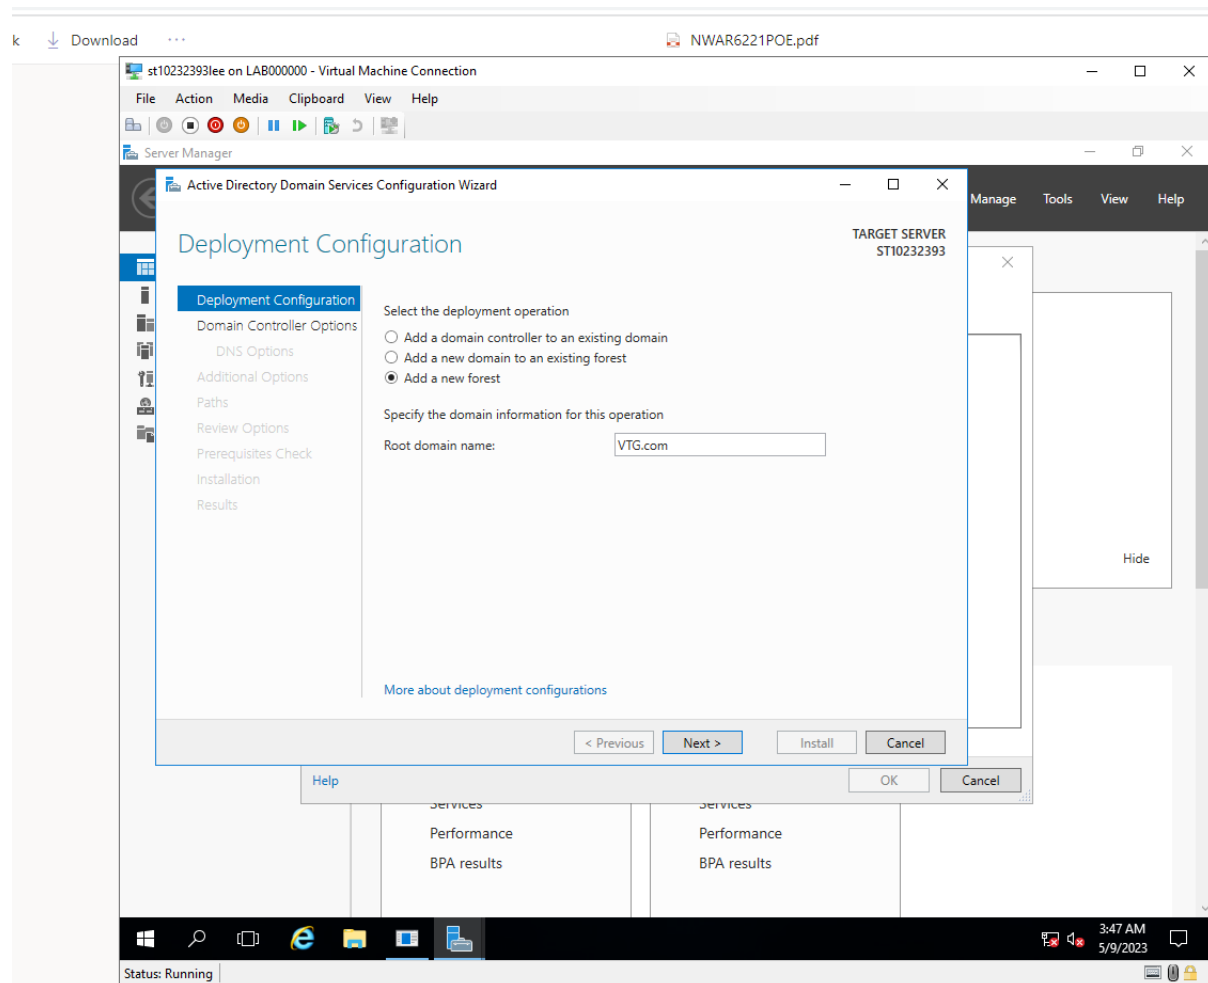 k Download ··· NWAR6221POE.pdf
st10232393lee on LAB000000 - Virtual Machine Connection
File Action Media Clipboard View Help
Server Manager
Active Directory Domain Services Configuration Wizard
Manage Tools View Help
Deployment Configuration
TARGET SERVER
ST10232393
Deployment Configuration
Domain Controller Options
DNS Options
Additional Options
Paths
Review Options
Prerequisites Check
Installation
Results
Select the deployment operation
Add a domain controller to an existing domain
Add a new domain to an existing forest
Add a new forest
Specify the domain information for this operation
Root domain name: VTG.com
Hide
More about deployment configurations
< Previous Next > Install Cancel
Help OK Cancel
Services Services
Performance Performance
BPA results BPA results
3:47 AM
5/9/2023
Status: Running